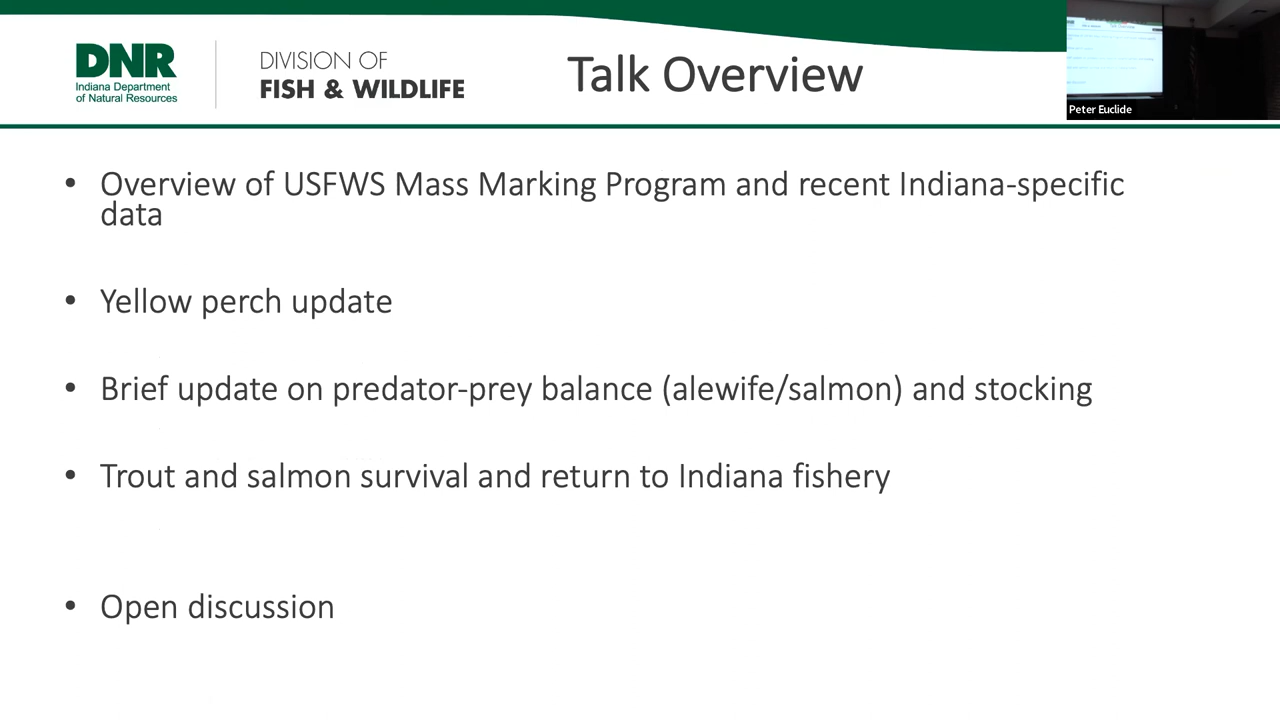 DNR
Indiana Department
of Natural Resources
DIVISION OF
FISH & WILDLIFE
Talk Overview
Peter Euclide
• Overview of USFWS Mass Marking Program and recent Indiana-specific
data
• Yellow perch update
• Brief update on predator-prey balance (alewife/salmon) and stocking
• Trout and salmon survival and return to Indiana fishery
• Open discussion